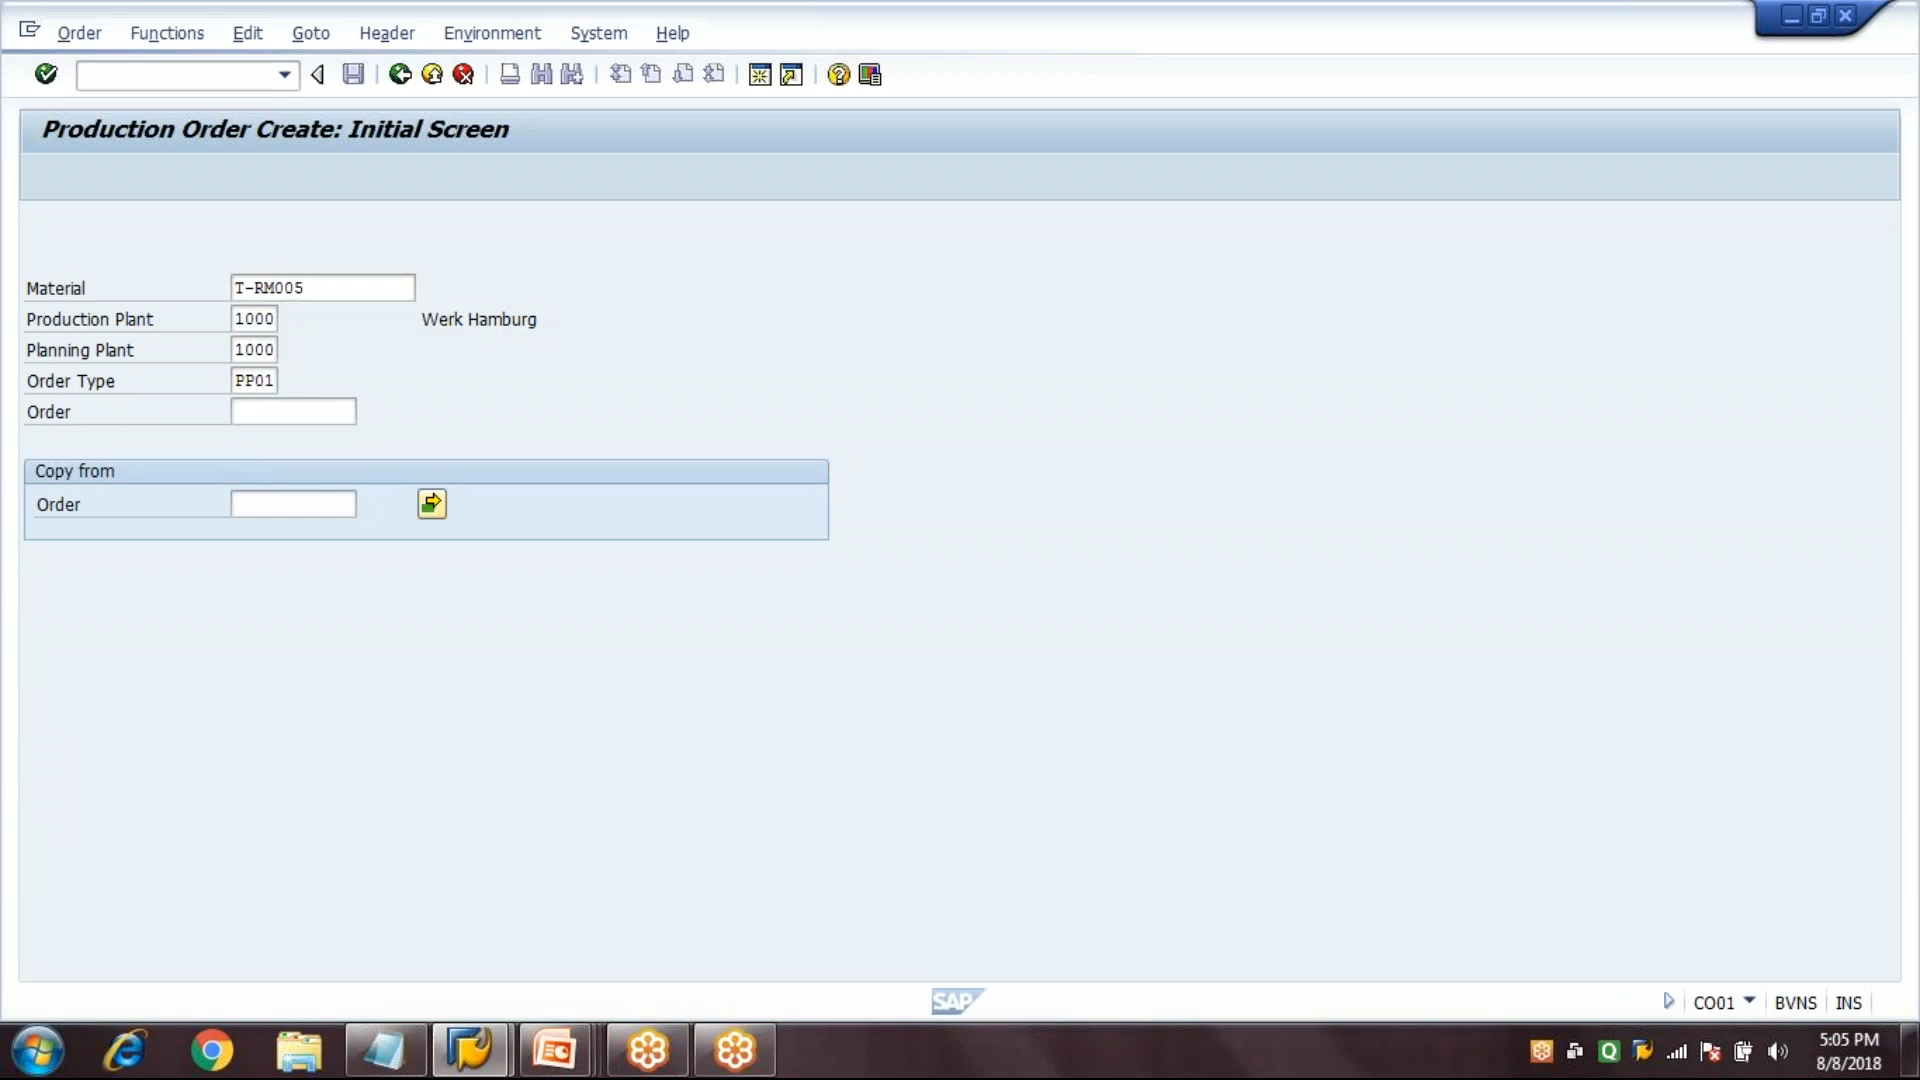 Order Functions Edit Goto Header Environment System Help
Production Order Create: Initial Screen
Material T-RM005
Production Plant 1000 Werk Hamburg
Planning Plant 1000
Order Type PP01
Order
Copy from
Order
SAP CO01 BVNS INS
5:05 PM
8/8/2018